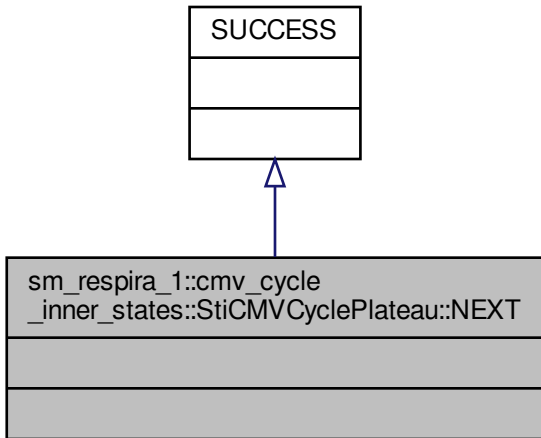 SUCCESS
sm_respira_1::cmv_cycle
_inner_states::StiCMVCyclePlateau::NEXT